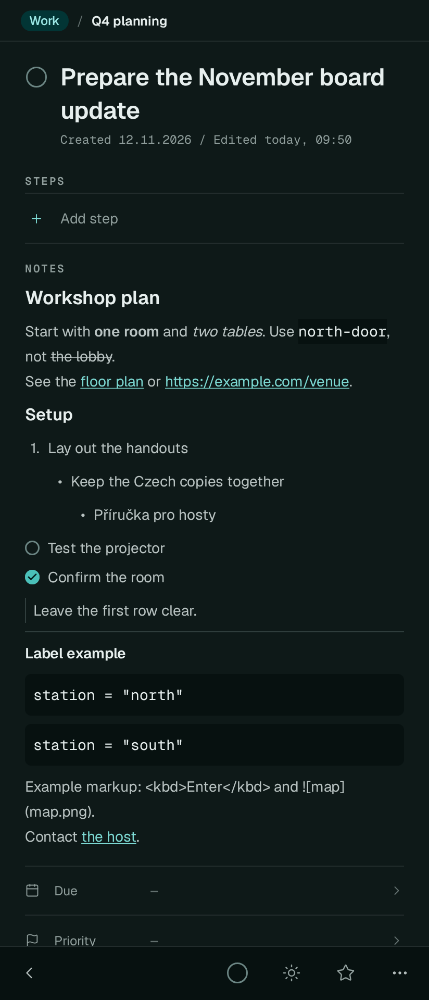 Work / Q4 planning
Prepare the November board
update
Created 12.11.2026 / Edited today, 09:50
STEPS
+ Add step
NOTES
Workshop plan
Start with one room and two tables. Use north-door,
not the lobby.
See the floor plan or https://example.com/venue.
Setup
1. Lay out the handouts
• Keep the Czech copies together
• Příručka pro hosty
Test the projector
Confirm the room
Leave the first row clear.
Label example
station = "north"
station = "south"
Example markup: <kbd>Enter</kbd> and ![map]
(map.png).
Contact the host.
Due –
Priority –